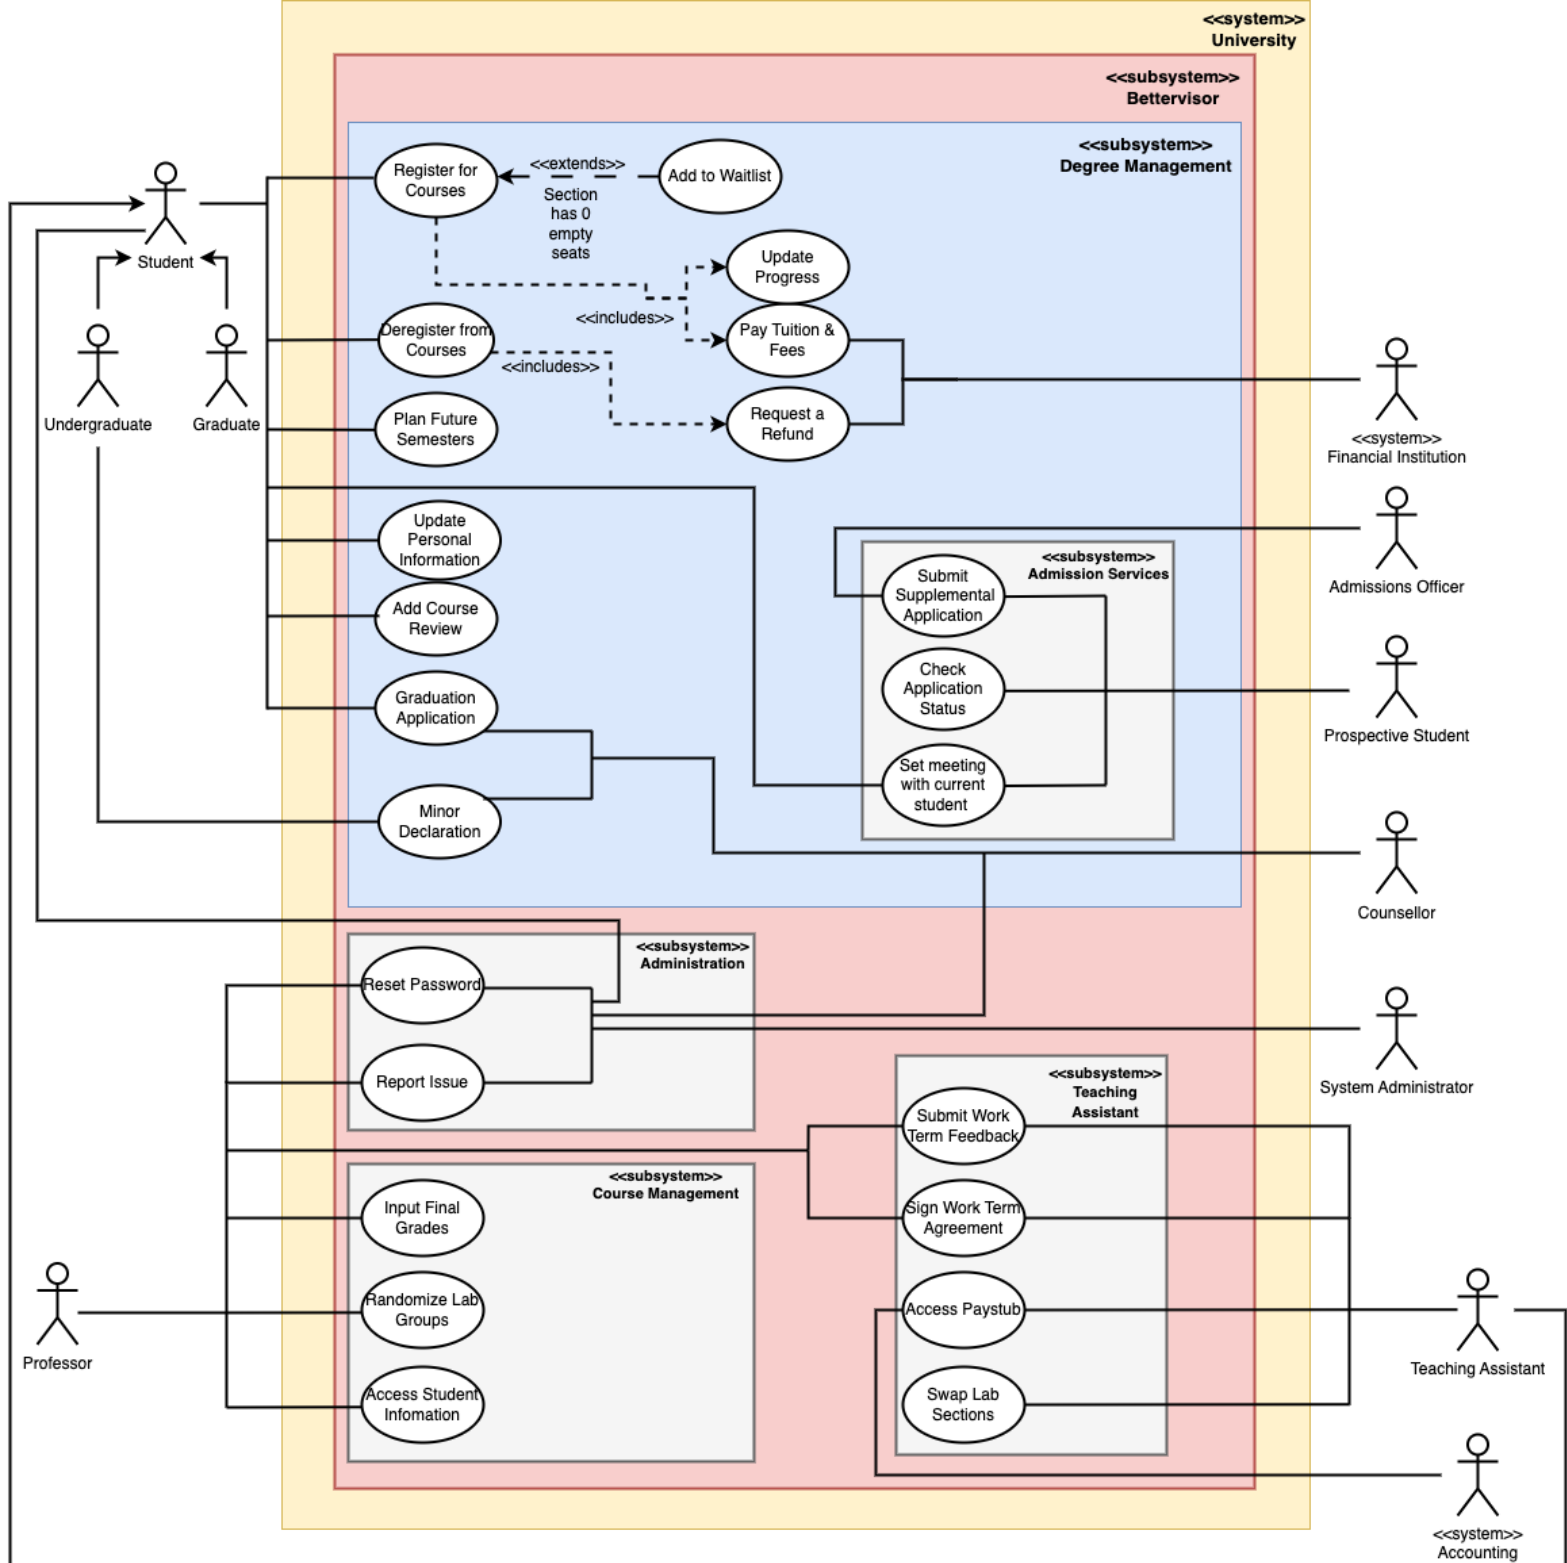 <<system>>
University
<<subsystem>>
Bettervisor
<<subsystem>>
Degree Management
Register for
Courses
<<extends>>
Section
has 0
empty
seats
Add to Waitlist
Update
Progress
Student
<<includes>>
Deregister from
Courses
Pay Tuition &
Fees
<<includes>>
Undergraduate
Graduate
Plan Future
Semesters
Request a
Refund
<<system>>
Financial Institution
Update
Personal
Information
<<subsystem>>
Admission Services
Submit
Supplemental
Application
Admissions Officer
Add Course
Review
Check
Application
Status
Graduation
Application
Prospective Student
Set meeting
with current
student
Minor
Declaration
Counsellor
<<subsystem>>
Administration
Reset Password
Report Issue
System Administrator
<<subsystem>>
Teaching
Assistant
Submit Work
Term Feedback
<<subsystem>>
Course Management
Input Final
Grades
Sign Work Term
Agreement
Randomize Lab
Groups
Access Paystub
Professor
Teaching Assistant
Access Student
Infomation
Swap Lab
Sections
<<system>>
Accounting